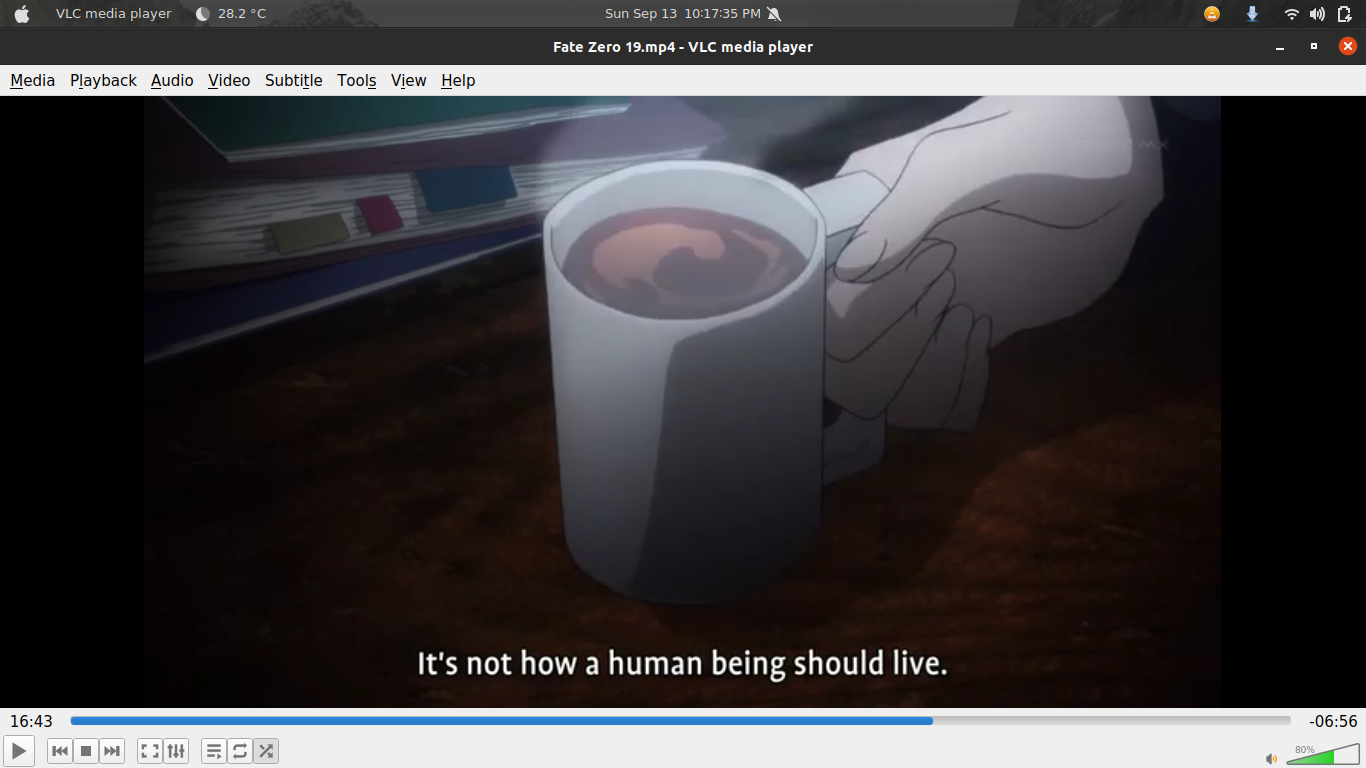 VLC media player 28.2 °C Sun Sep 13 10:17:35 PM
Fate Zero 19.mp4 - VLC media player
Media Playback Audio Video Subtitle Tools View Help
It's not how a human being should live.
16:43 -06:56
80%